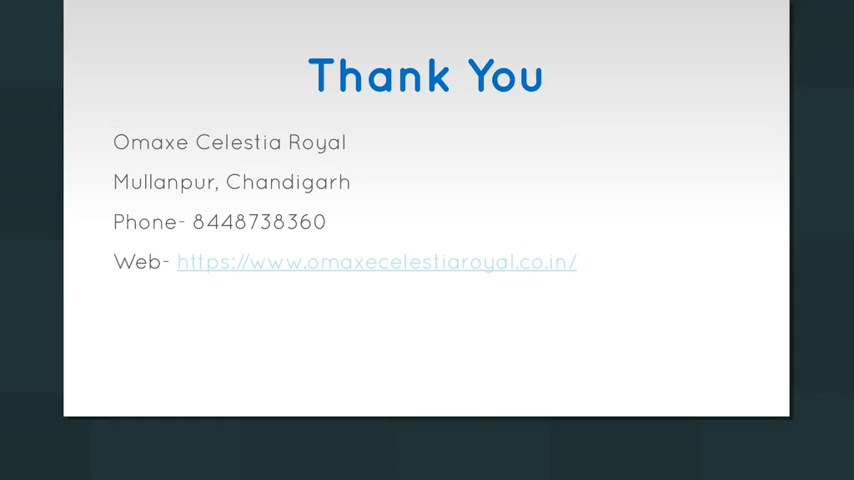 Thank You
Omaxe Celestia Royal
Mullanpur, Chandigarh
Phone- 8448738360
Web- https://www.omaxecelestiaroyal.co.in/